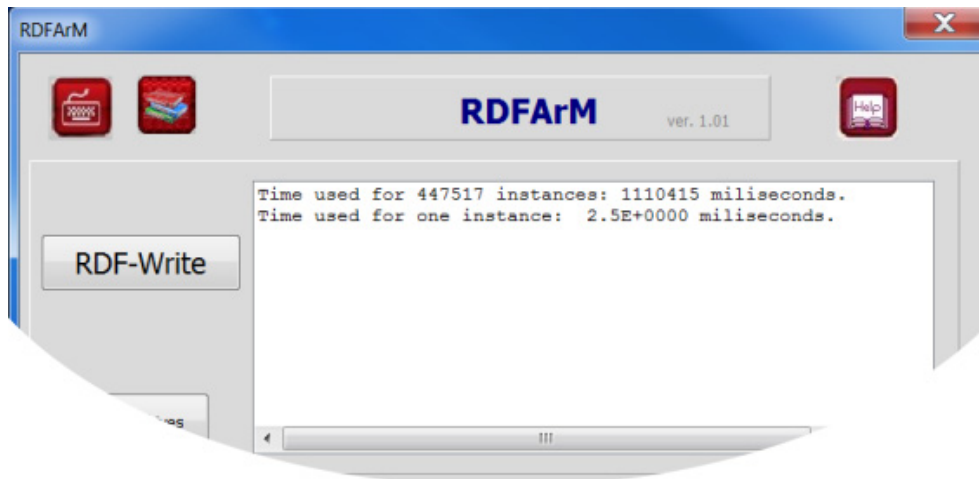 RDFArM
RDFArM ver. 1.01
Help
Time used for 447517 instances: 1110415 miliseconds.
Time used for one instance:  2.5E+0000 miliseconds.
RDF-Write